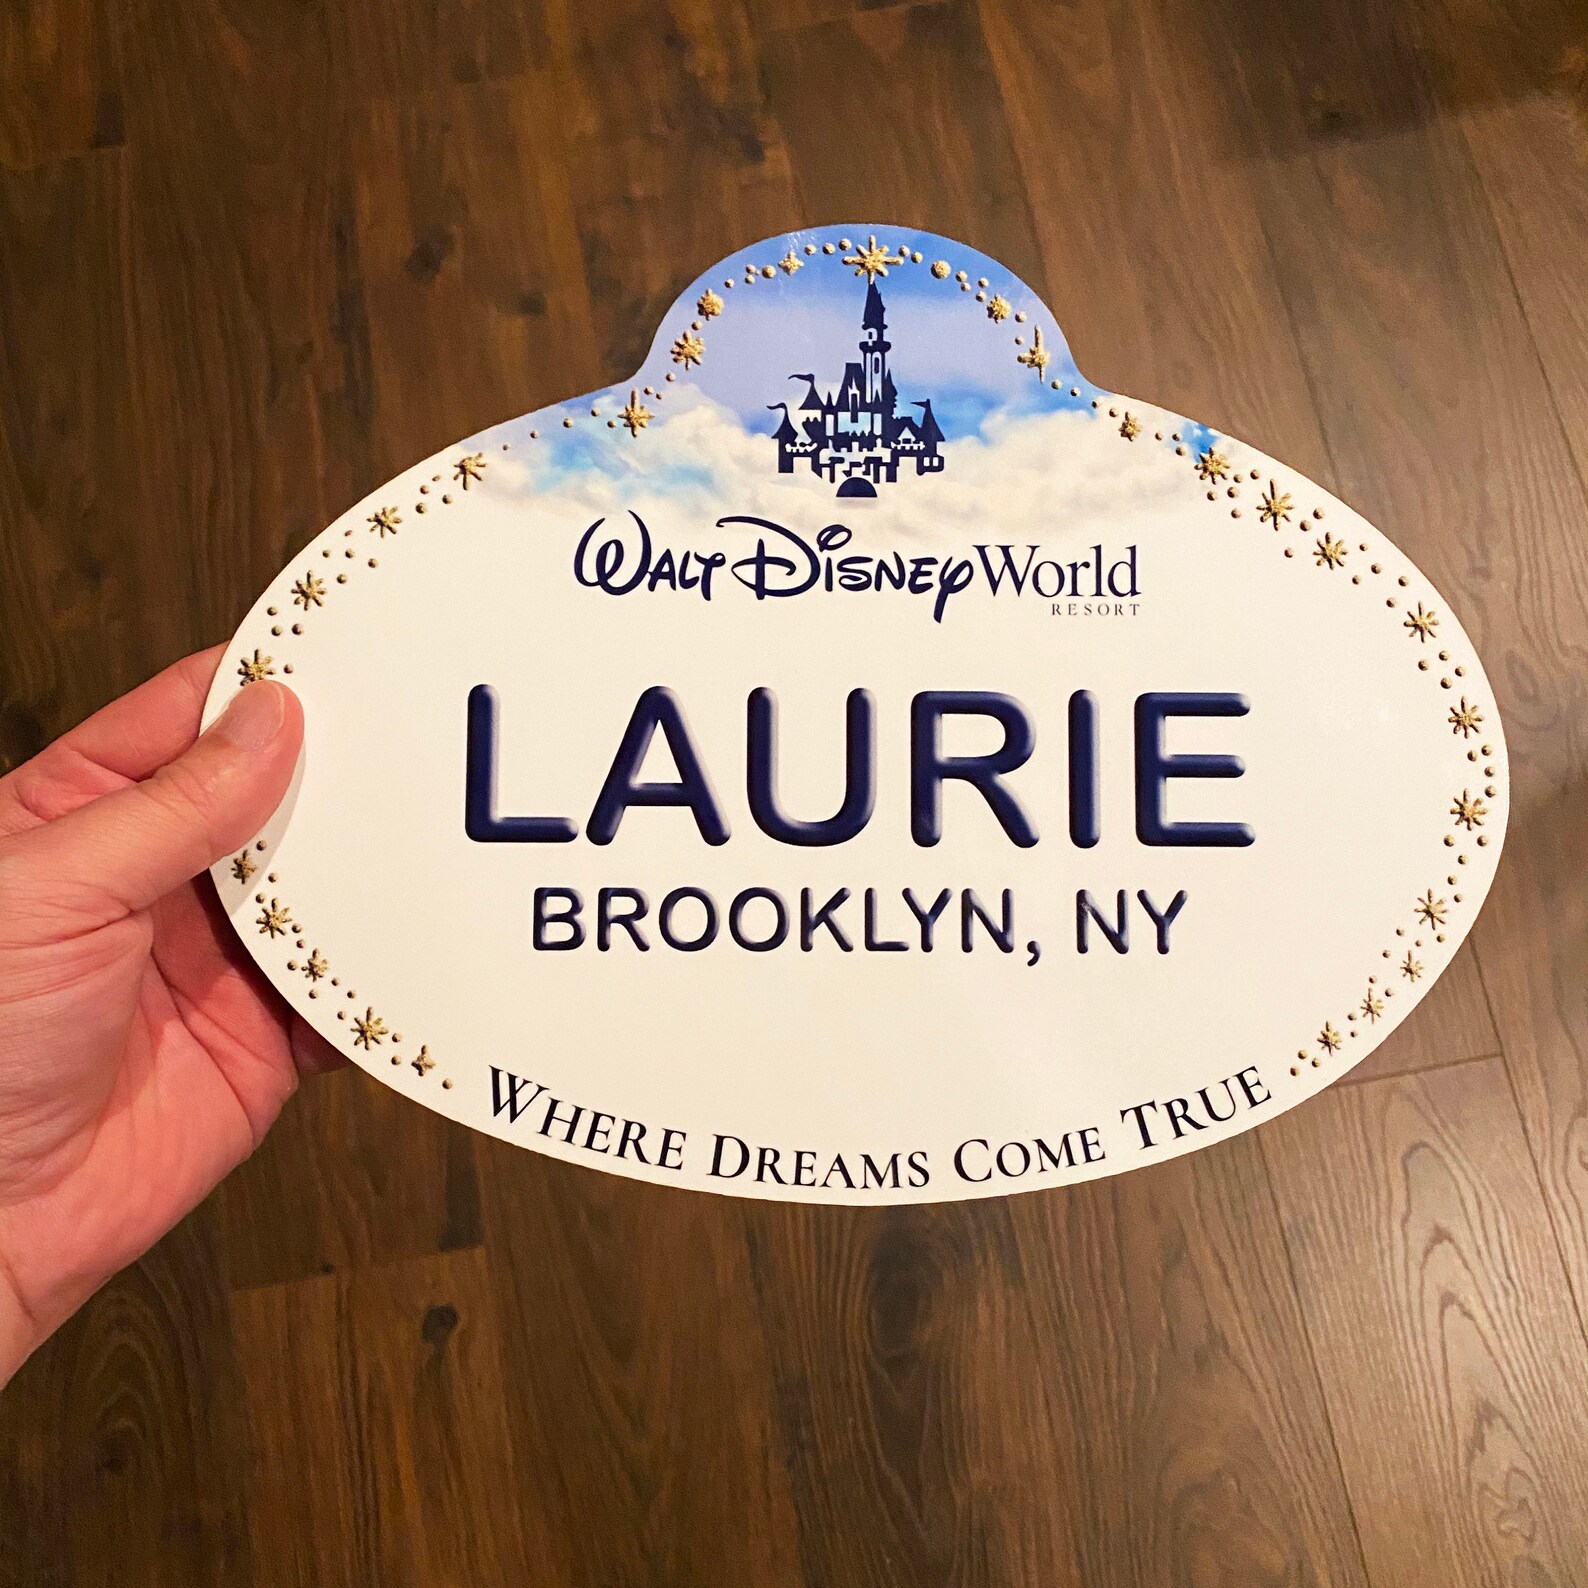 WALT DISNEY World
RESORT
LAURIE
BROOKLYN, NY
WHERE DREAMS COME TRUE